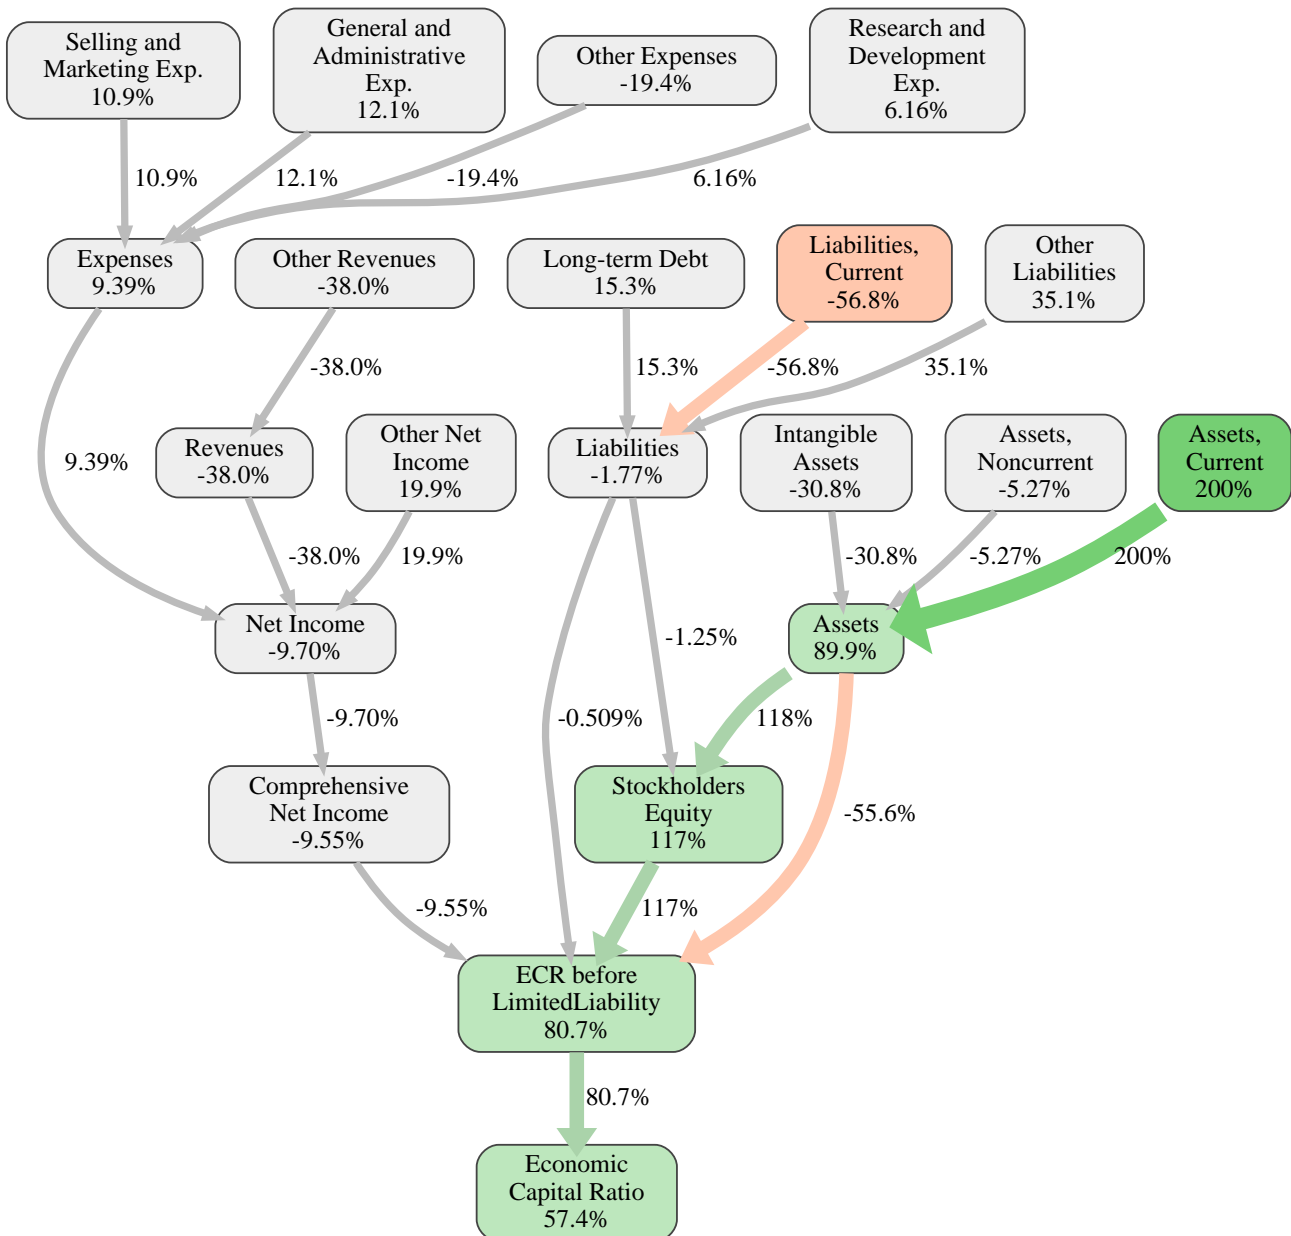 Selling and
Marketing Exp.
10.9%
General and
Administrative
Exp.
12.1%
Other Expenses
-19.4%
Research and
Development
Exp.
6.16%
10.9%
12.1%
-19.4%
6.16%
Expenses
9.39%
Other Revenues
-38.0%
Long-term Debt
15.3%
Liabilities,
Current
-56.8%
Other
Liabilities
35.1%
-38.0%
15.3%
-56.8%
35.1%
9.39%
Revenues
-38.0%
Other Net
Income
19.9%
Liabilities
-1.77%
Intangible
Assets
-30.8%
Assets,
Noncurrent
-5.27%
Assets,
Current
200%
-38.0%
19.9%
-30.8%
-5.27%
200%
Net Income
-9.70%
-1.25%
Assets
89.9%
-9.70%
-0.509%
118%
Comprehensive
Net Income
-9.55%
Stockholders
Equity
117%
-55.6%
-9.55%
117%
ECR before
LimitedLiability
80.7%
80.7%
Economic
Capital Ratio
57.4%